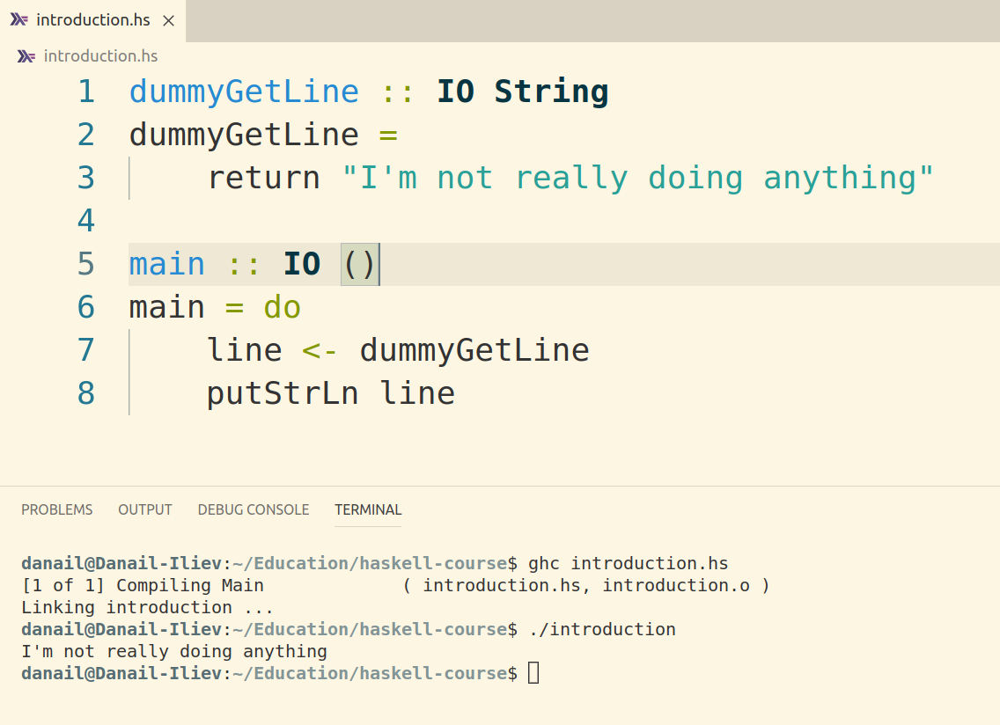 introduction.hs ×
introduction.hs
1 dummyGetLine :: IO String
2 dummyGetLine =
3     return "I'm not really doing anything"
4
5 main :: IO ()
6 main = do
7     line <- dummyGetLine
8     putStrLn line
PROBLEMS OUTPUT DEBUG CONSOLE TERMINAL
danail@Danail-Iliev:~/Education/haskell-course$ ghc introduction.hs
[1 of 1] Compiling Main             ( introduction.hs, introduction.o )
Linking introduction ...
danail@Danail-Iliev:~/Education/haskell-course$ ./introduction
I'm not really doing anything
danail@Danail-Iliev:~/Education/haskell-course$